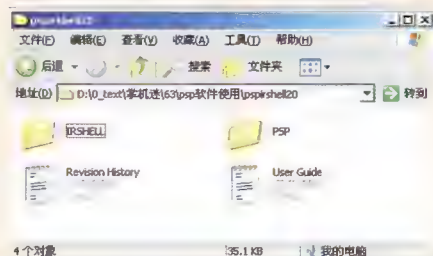 pspirshell20
文件(F) 编辑(E) 查看(V) 收藏(A) 工具(T) 帮助(H)
后退 搜索 文件夹
地址(D) D:\0_text\掌机迷\63\psp软件使用\pspirshell20 转到
IRSHELL PSP
Revision History User Guide
4 个对象 35.1 KB 我的电脑